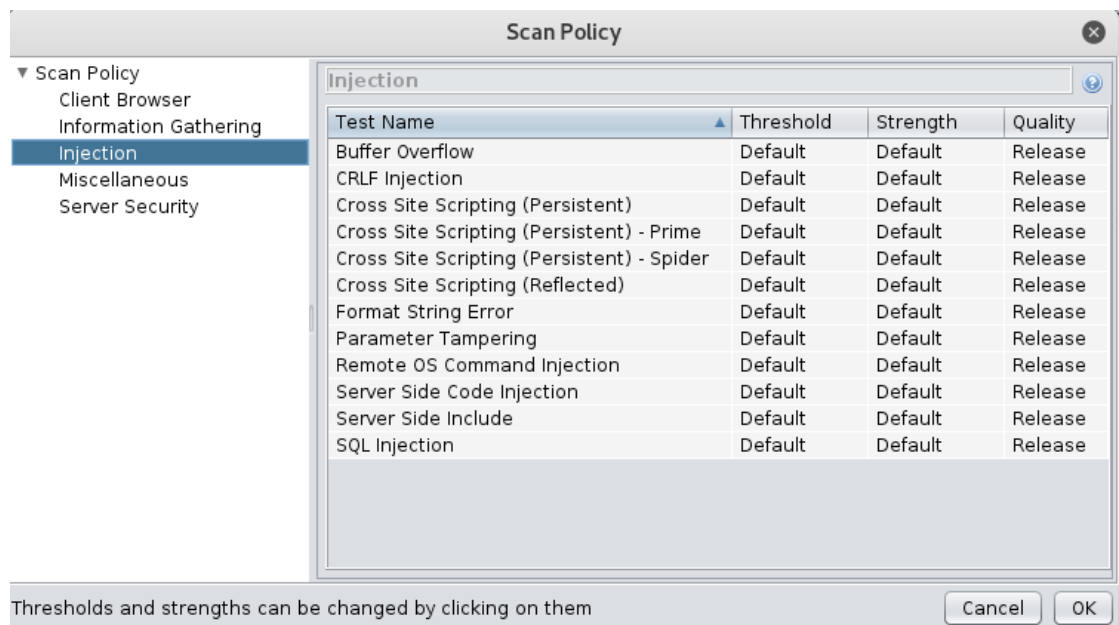 Scan Policy
Scan Policy
Client Browser
Information Gathering
Injection
Miscellaneous
Server Security
Injection
Test Name Threshold Strength Quality
Buffer Overflow Default Default Release
CRLF Injection Default Default Release
Cross Site Scripting (Persistent) Default Default Release
Cross Site Scripting (Persistent) - Prime Default Default Release
Cross Site Scripting (Persistent) - Spider Default Default Release
Cross Site Scripting (Reflected) Default Default Release
Format String Error Default Default Release
Parameter Tampering Default Default Release
Remote OS Command Injection Default Default Release
Server Side Code Injection Default Default Release
Server Side Include Default Default Release
SQL Injection Default Default Release
Thresholds and strengths can be changed by clicking on them
Cancel OK